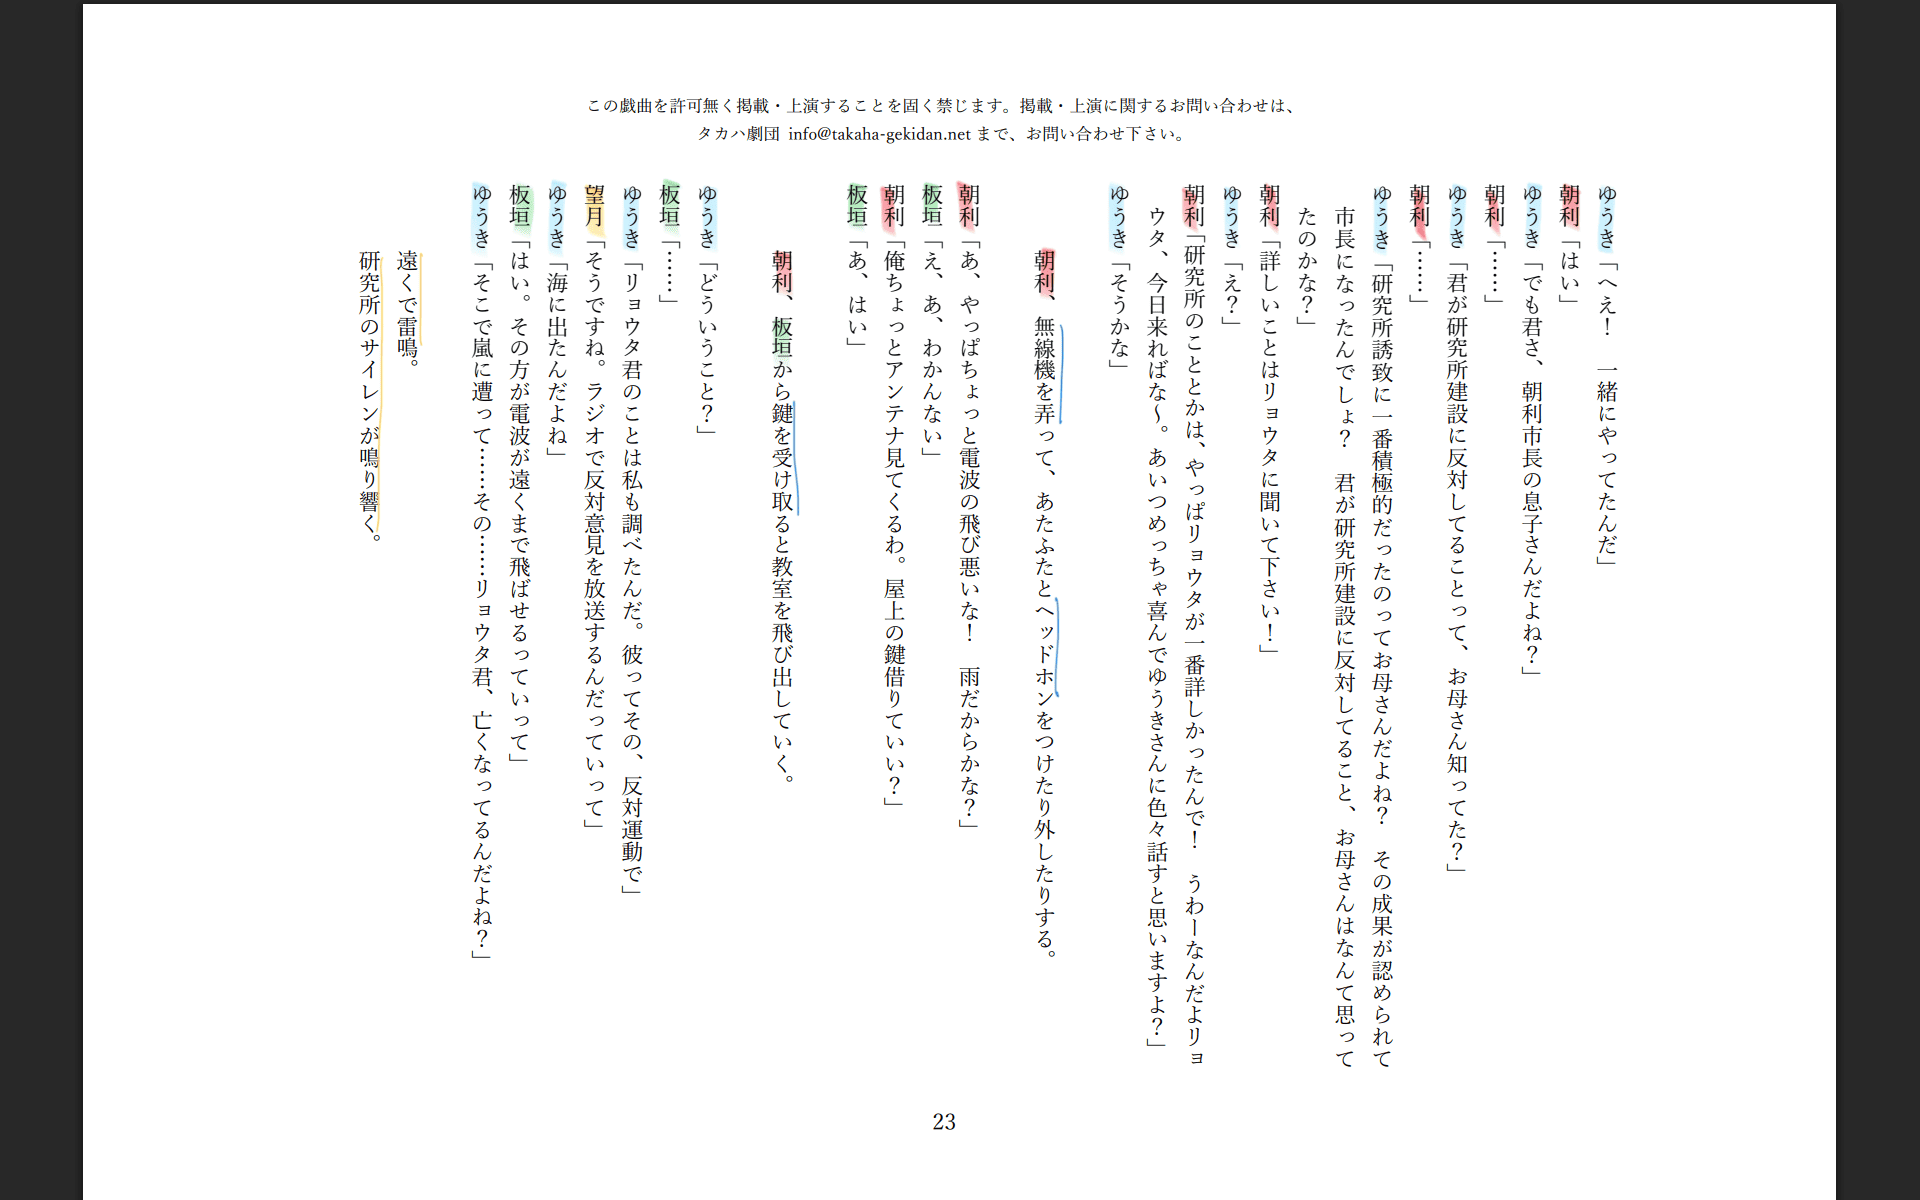 この戯曲を許可無く掲載・上演することを固く禁じます。掲載・上演に関するお問い合わせは、
タカハ劇団 info@takaha-gekidan.net まで、お問い合わせ下さい。
ゆうき「へえ！　一緒にやってたんだ」
朝利「はい」
ゆうき「でも君さ、朝利市長の息子さんだよね？」
朝利「……」
ゆうき「君が研究所建設に反対してることって、お母さん知ってた？」
朝利「……」
ゆうき「研究所誘致に一番積極的だったのってお母さんだよね？　その成果が認められて
市長になったんでしょ？　君が研究所建設に反対してること、お母さんはなんて思って
たのかな？」
朝利「詳しいことはリョウタに聞いて下さい！」
ゆうき「え？」
朝利「研究所のこととかは、やっぱリョウタが一番詳しかったんで！　うわーなんだよリョ
ウタ、今日来ればな～。あいつめっちゃ喜んでゆうきさんに色々話すと思いますよ？」
ゆうき「そうかな」
朝利、無線機を弄って、あたふたとヘッドホンをつけたり外したりする。
朝利「あ、やっぱちょっと電波の飛び悪いな！　雨だからかな？」
板垣「え、あ、わかんない」
朝利「俺ちょっとアンテナ見てくるわ。屋上の鍵借りていい？」
板垣「あ、はい」
朝利、板垣から鍵を受け取ると教室を飛び出していく。
ゆうき「どういうこと？」
板垣「……」
ゆうき「リョウタ君のことは私も調べたんだ。彼ってその、反対運動で」
望月「そうですね。ラジオで反対意見を放送するんだっていって」
ゆうき「海に出たんだよね」
板垣「はい。その方が電波が遠くまで飛ばせるっていって」
ゆうき「そこで嵐に遭って……その……リョウタ君、亡くなってるんだよね？」
遠くで雷鳴。
研究所のサイレンが鳴り響く。
23